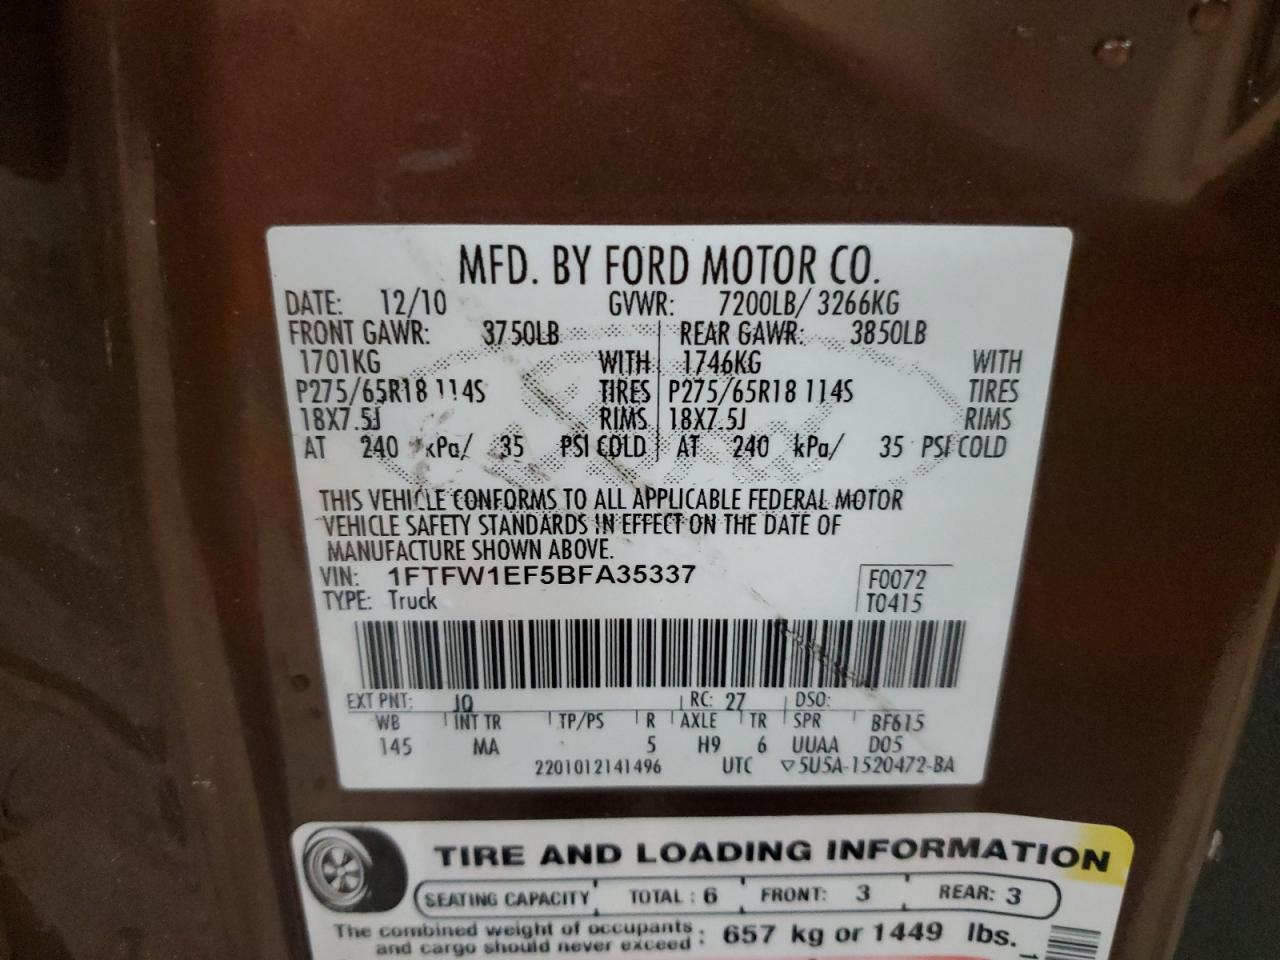 MFD. BY FORD MOTOR CO.
DATE: 12/10 GVWR: 7200LB/ 3266KG
FRONT GAWR: 3750LB REAR GAWR: 3850LB
1701KG WITH 1746KG WITH
P275/65R18 114S TIRES P275/65R18 114S TIRES
18X7.5J RIMS 18X7.5J RIMS
AT 240 kPa/ 35 PSI COLD AT 240 kPa/ 35 PSI COLD
THIS VEHICLE CONFORMS TO ALL APPLICABLE FEDERAL MOTOR
VEHICLE SAFETY STANDARDS IN EFFECT ON THE DATE OF
MANUFACTURE SHOWN ABOVE.
VIN: 1FTFW1EF5BFA35337 F0072
TYPE: Truck T0415
EXT PNT: JQ RC: 27 DSO:
WB INT TR TP/PS R AXLE TR SPR BF615
145 MA 5 H9 6 UUAA D05
2201012141496 UTC ▽5U5A-1520472-BA
TIRE AND LOADING INFORMATION
SEATING CAPACITY TOTAL : 6 FRONT: 3 REAR: 3
The combined weight of occupants
and cargo should never exceed : 657 kg or 1449 lbs.